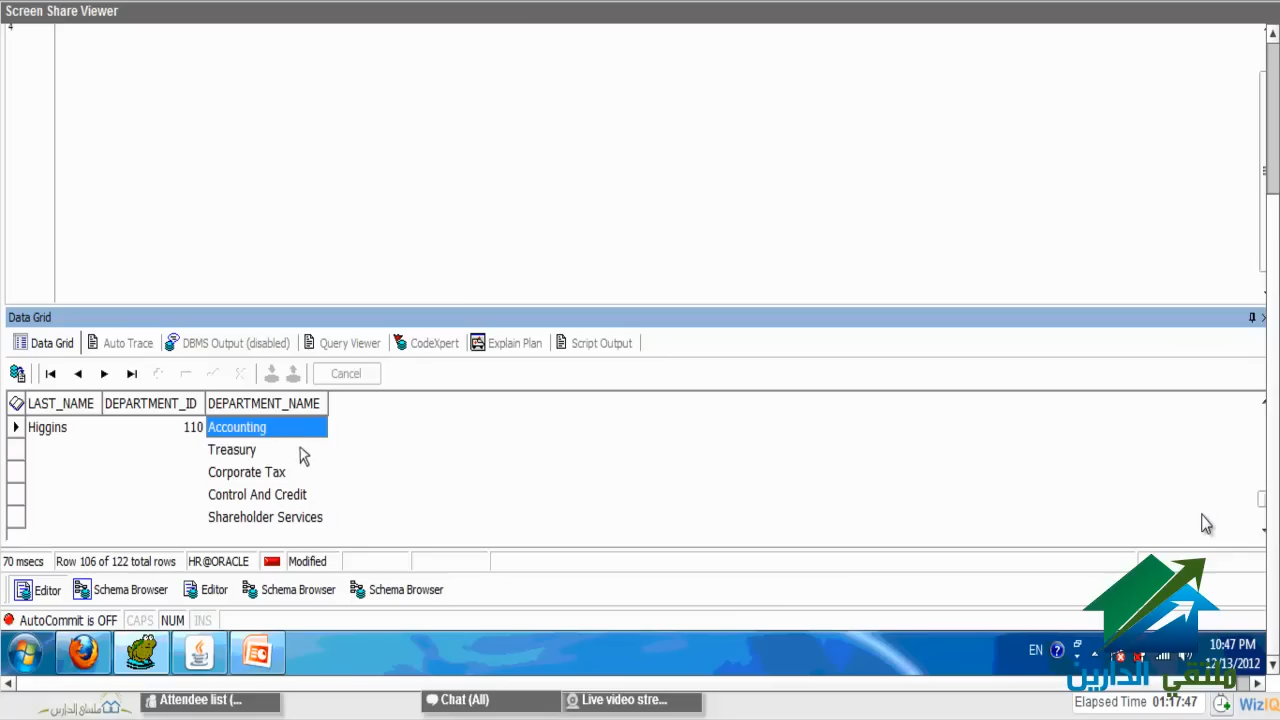 Screen Share Viewer
4
Data Grid
Data Grid Auto Trace DBMS Output (disabled) Query Viewer CodeXpert Explain Plan Script Output
Cancel
LAST_NAME DEPARTMENT_ID DEPARTMENT_NAME
Higgins 110 Accounting
Treasury
Corporate Tax
Control And Credit
Shareholder Services
70 msecs Row 106 of 122 total rows HR@ORACLE Modified
Editor Schema Browser Editor Schema Browser Schema Browser
AutoCommit is OFF CAPS NUM INS
EN 10:47 PM
12/13/2012
ملتقي الدارين
Attendee list (... Chat (All) Live video stre... Elapsed Time 01:17:47 WizIQ